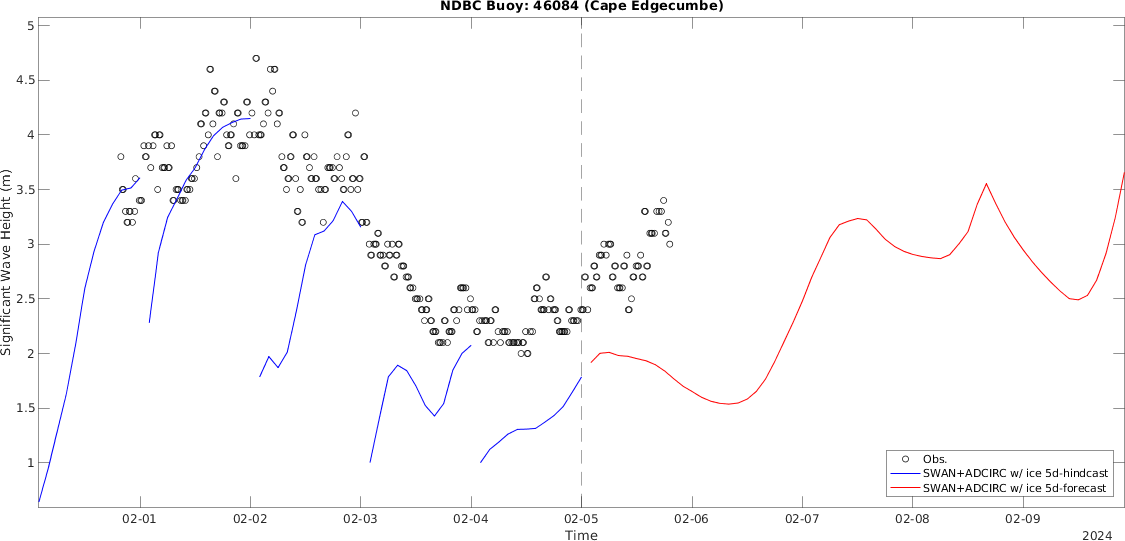 NDBC Buoy: 46084 (Cape Edgecumbe)
5
4.5
4
3.5
3
2.5
2
1.5
1
Significant Wave Height (m)
Obs.
SWAN+ADCIRC w/ ice 5d-hindcast
SWAN+ADCIRC w/ ice 5d-forecast
02-01 02-02 02-03 02-04 02-05 02-06 02-07 02-08 02-09
Time
2024